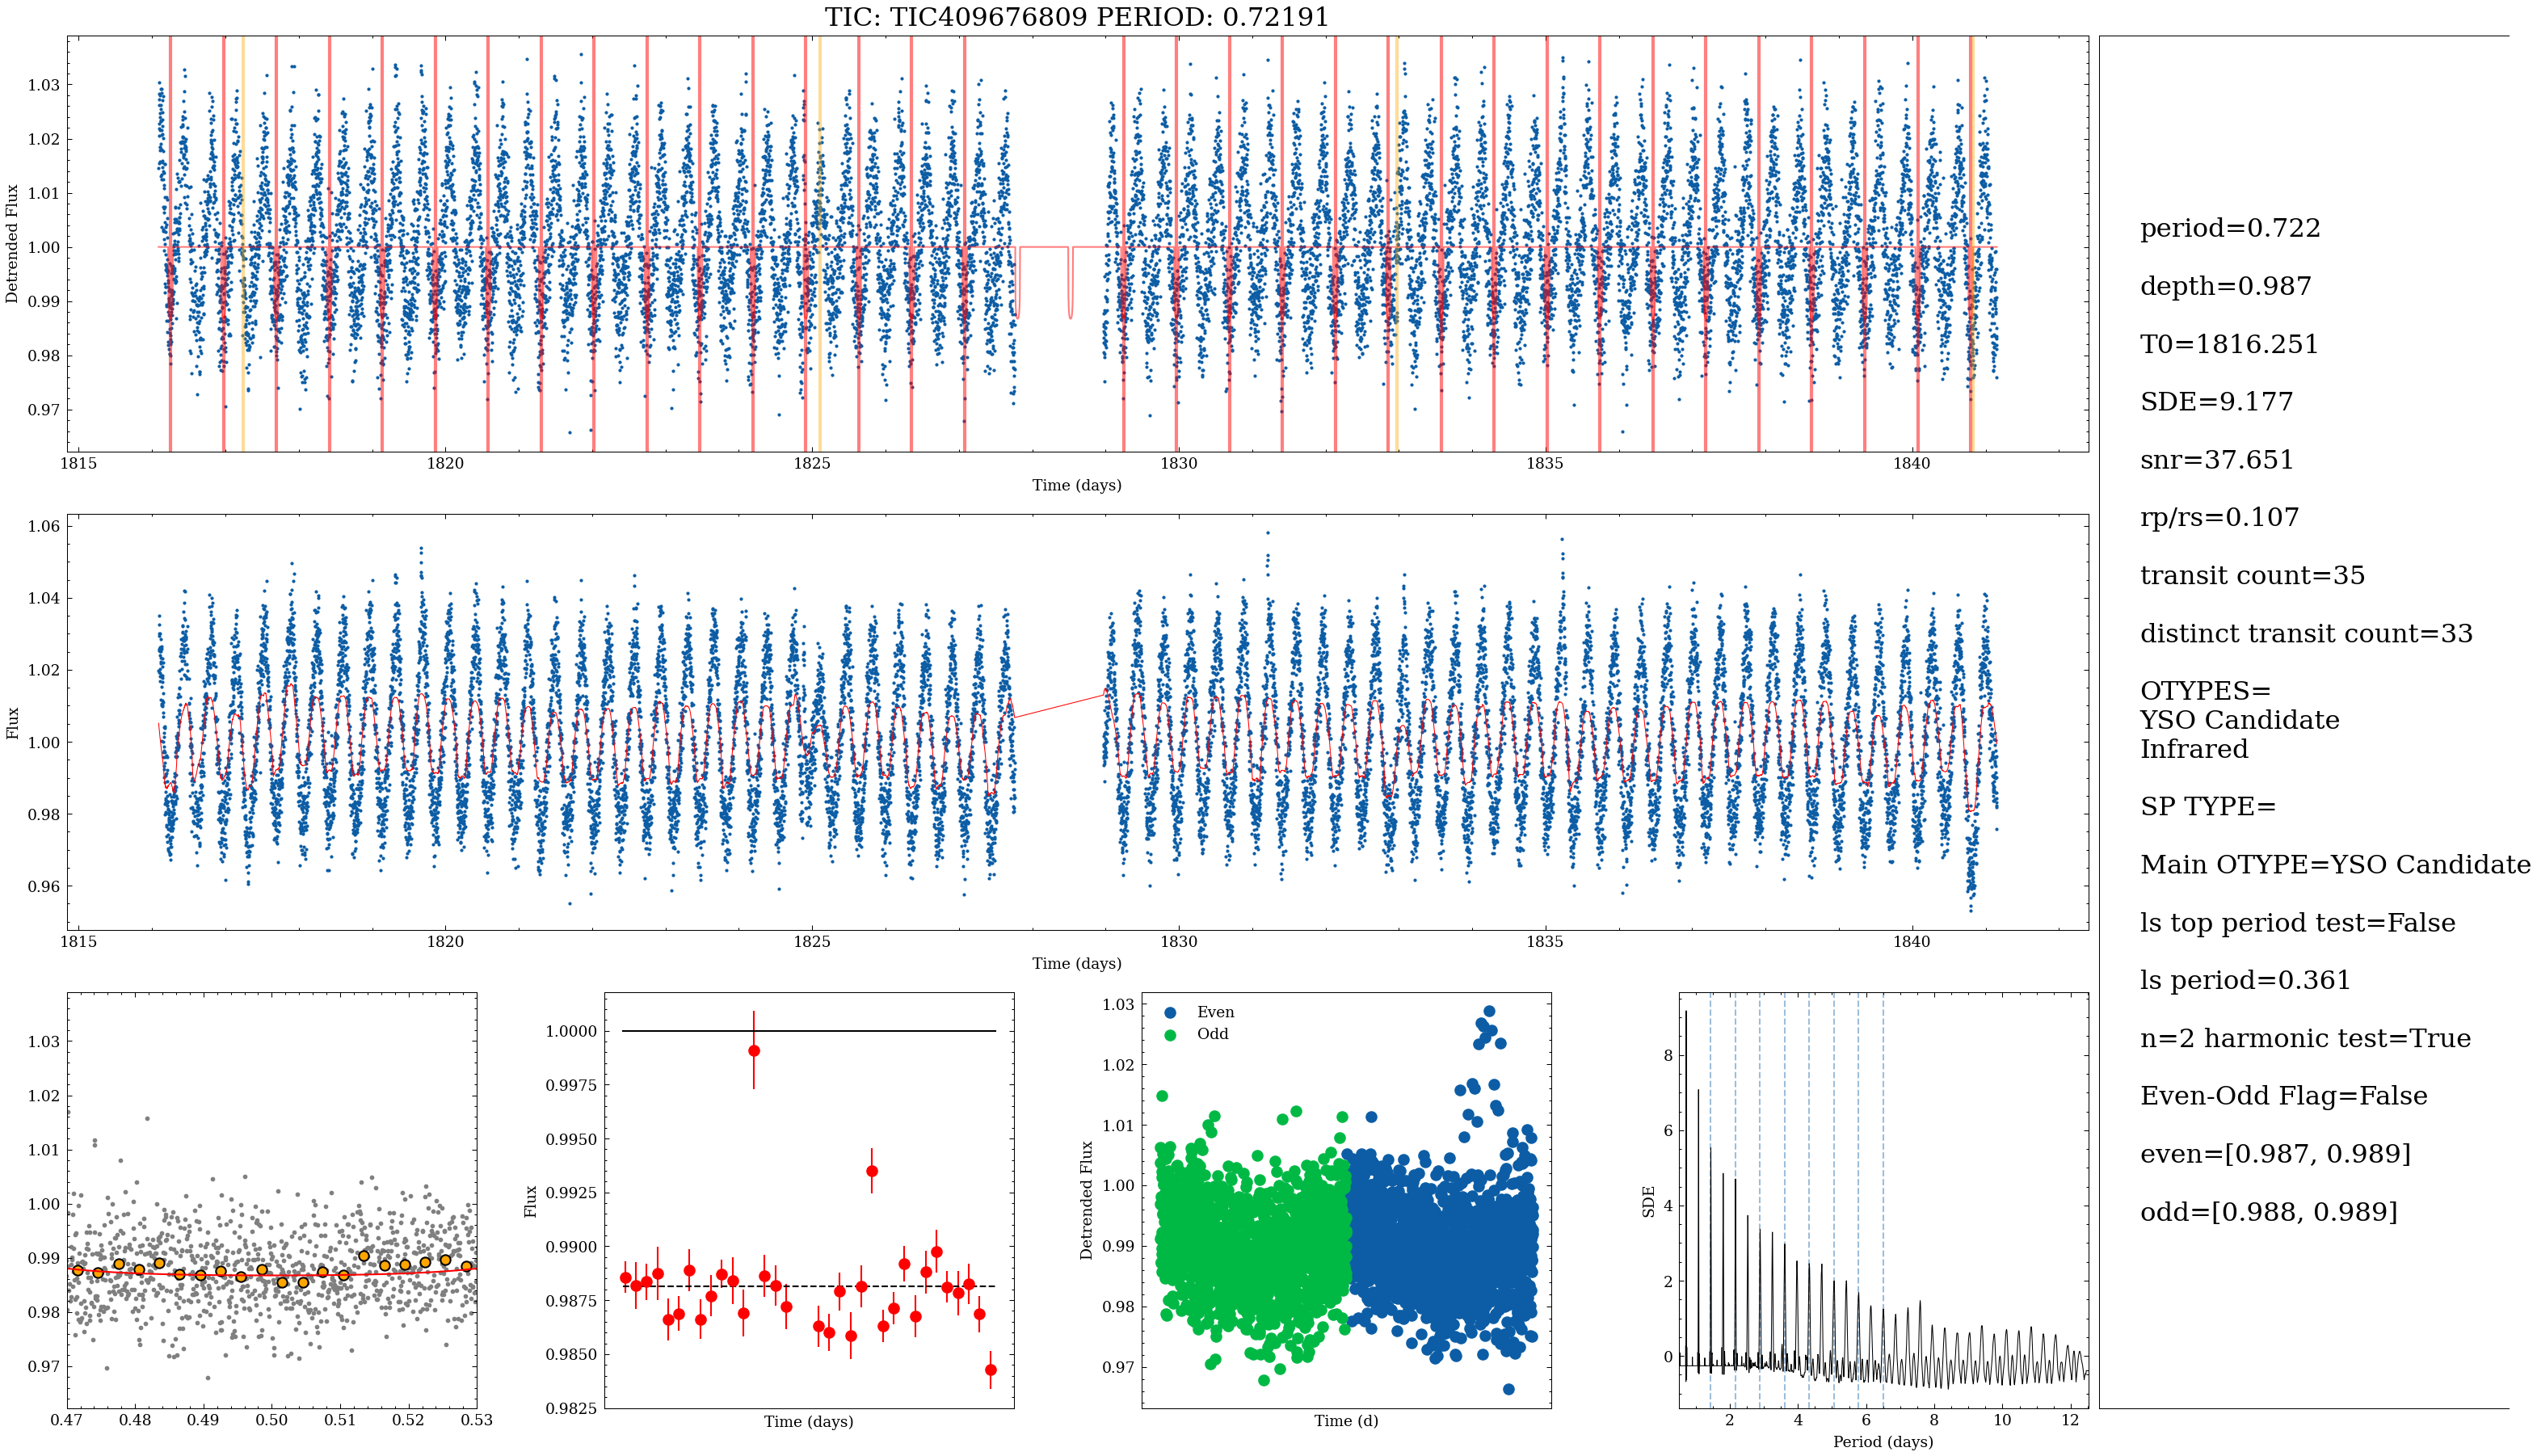 TIC: TIC409676809 PERIOD: 0.72191
1.03
1.02
1.01
1.00
0.99
0.98
0.97
Detrended Flux
1815
1820
1825
1830
1835
1840
Time (days)
1.06
1.04
1.02
1.00
0.98
0.96
Flux
1815
1820
1825
1830
1835
1840
Time (days)
1.03
1.02
1.01
1.00
0.99
0.98
0.97
0.47
0.48
0.49
0.50
0.51
0.52
0.53
1.0000
0.9975
0.9950
0.9925
0.9900
0.9875
0.9850
0.9825
Flux
Time (days)
Even
Odd
1.03
1.02
1.01
1.00
0.99
0.98
0.97
Detrended Flux
Time (d)
8
6
4
2
0
SDE
2
4
6
8
10
12
Period (days)
period=0.722
depth=0.987
T0=1816.251
SDE=9.177
snr=37.651
rp/rs=0.107
transit count=35
distinct transit count=33
OTYPES=
YSO Candidate
Infrared
SP TYPE=
Main OTYPE=YSO Candidate
ls top period test=False
ls period=0.361
n=2 harmonic test=True
Even-Odd Flag=False
even=[0.987, 0.989]
odd=[0.988, 0.989]